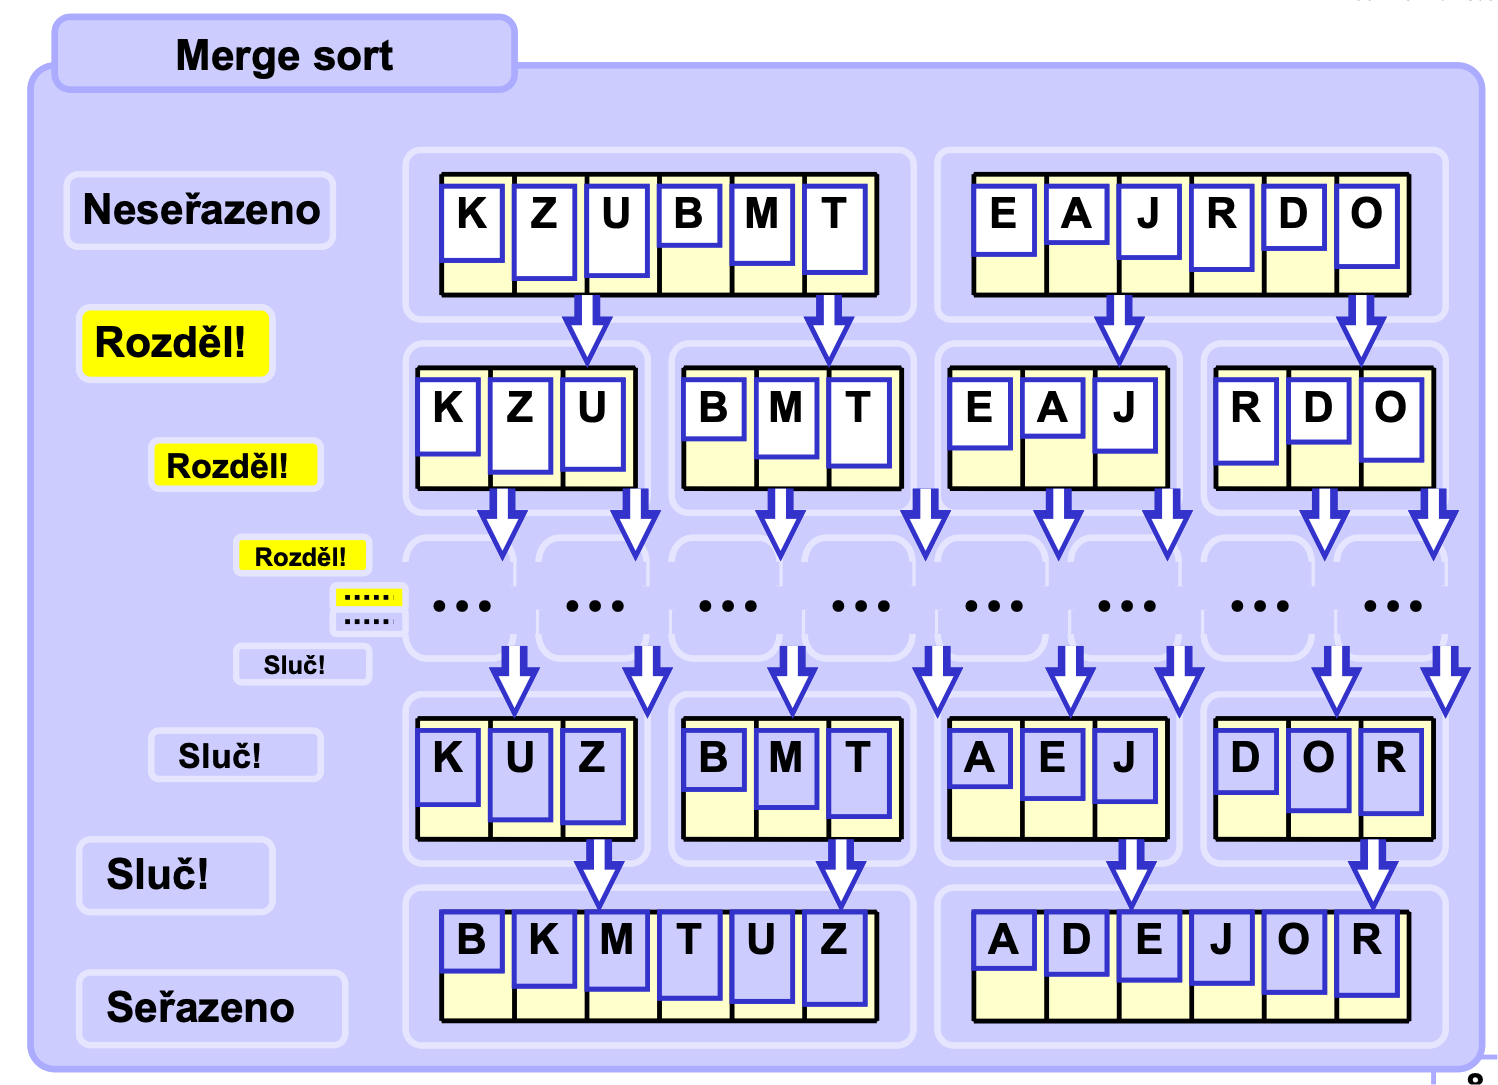 Merge sort
Neseřazeno
K Z U B M T E A J R D O
Rozděl!
K Z U B M T E A J R D O
Rozděl!
Rozděl!
......
... ... ... ... ... ... ... ...
......
Sluč!
K U Z B M T A E J D O R
Sluč!
Sluč!
B K M T U Z A D E J O R
Seřazeno